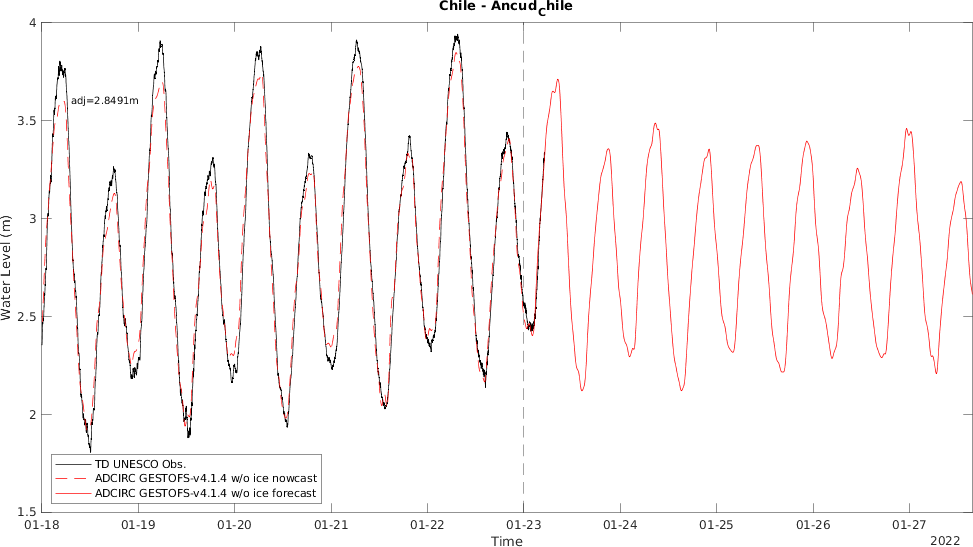 Chile - Ancud_Chile
4
3.5
3
2.5
2
1.5
Water Level (m)
adj=2.8491m
TD UNESCO Obs.
ADCIRC GESTOFS-v4.1.4 w/o ice nowcast
ADCIRC GESTOFS-v4.1.4 w/o ice forecast
01-18 01-19 01-20 01-21 01-22 01-23 01-24 01-25 01-26 01-27
Time
2022